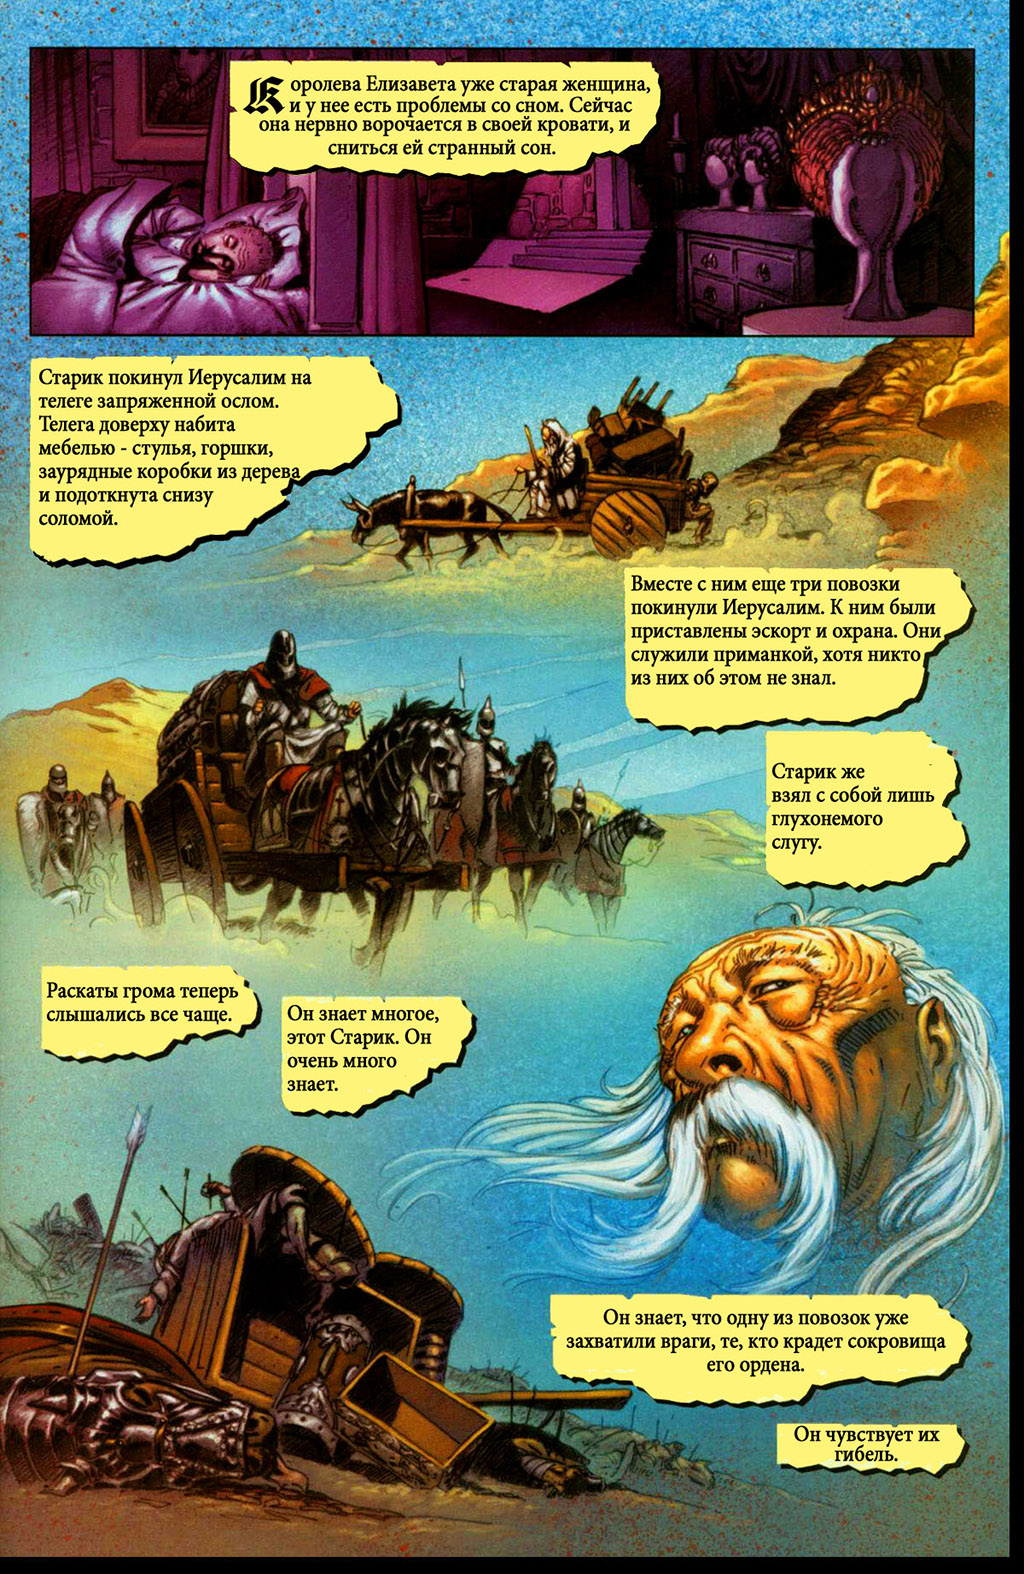 Королева Елизавета уже старая женщина,
и у нее есть проблемы со сном. Сейчас
она нервно ворочается в своей кровати, и
сниться ей странный сон.
Старик покинул Иерусалим на
телеге запряженной ослом.
Телега доверху набита
мебелью - стулья, горшки,
заурядные коробки из дерева
и подоткнута снизу
соломой.
Вместе с ним еще три повозки
покинули Иерусалим. К ним были
приставлены эскорт и охрана. Они
служили приманкой, хотя никто
из них об этом не знал.
Старик же
взял с собой лишь
глухонемого
слугу.
Раскаты грома теперь
слышались все чаще.
Он знает многое,
этот Старик. Он
очень много
знает.
Он знает, что одну из повозок уже
захватили враги, те, кто крадет сокровища
его ордена.
Он чувствует их
гибель.